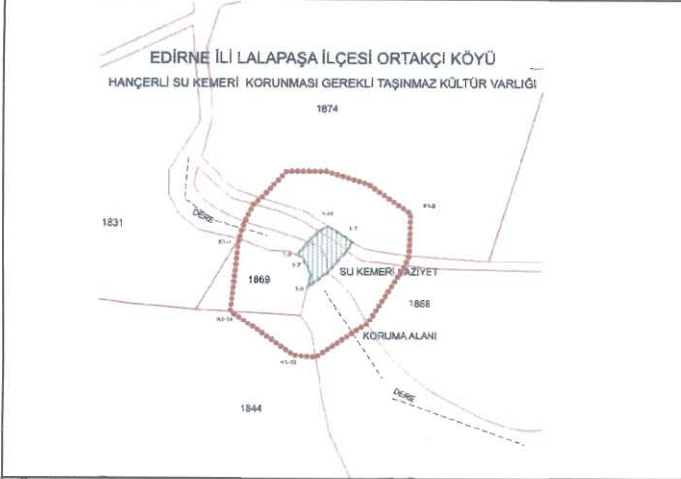 EDİRNE İLİ LALAPAŞA İLÇESİ ORTAKÇI KÖYÜ
HANÇERLİ SU KEMERİ KORUNMASI GEREKLİ TAŞINMAZ KÜLTÜR VARLIĞI
1874
DERE
1831
1869
SU KEMERİ VAZİYET
1868
KORUMA ALANI
DERE
1844